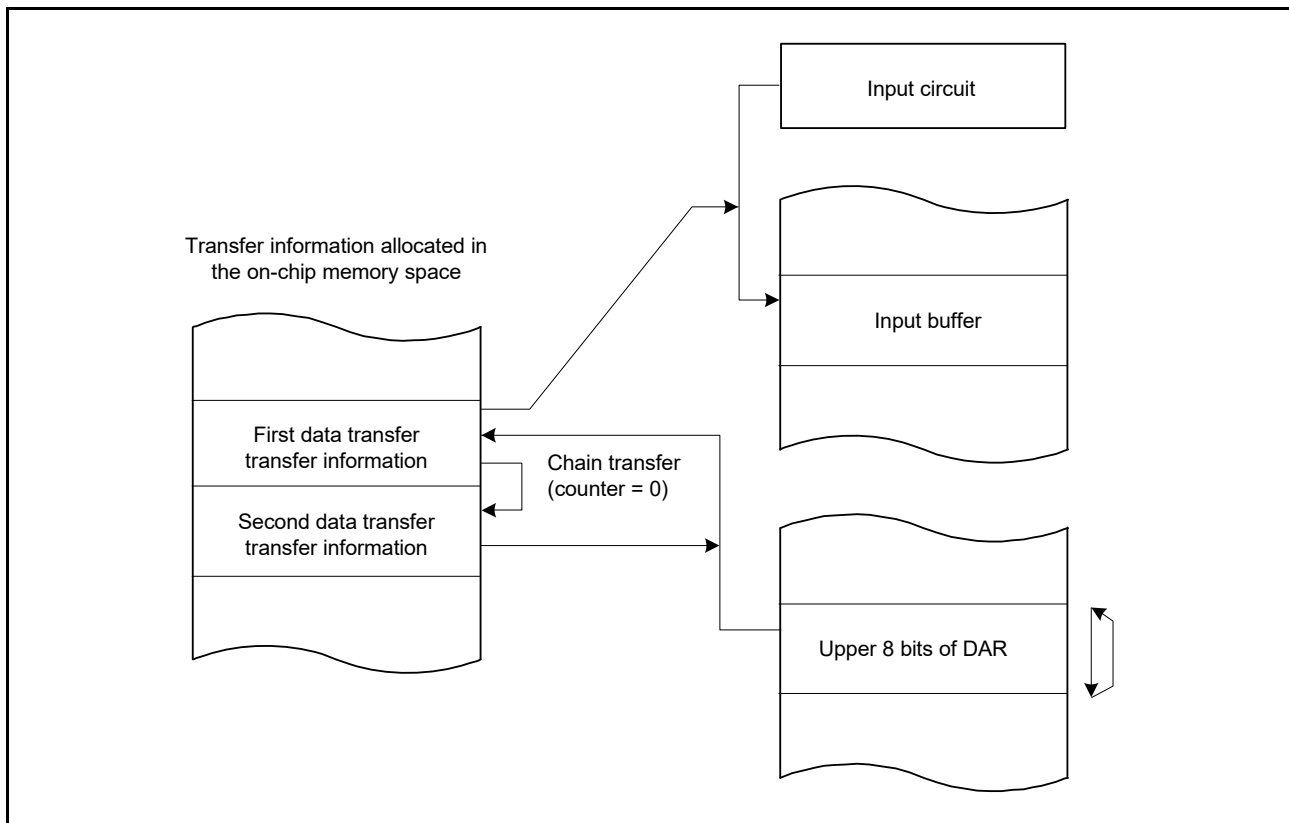 Input circuit
Transfer information allocated in
the on-chip memory space
Input buffer
First data transfer
transfer information
Chain transfer
(counter = 0)
Second data transfer
transfer information
Upper 8 bits of DAR